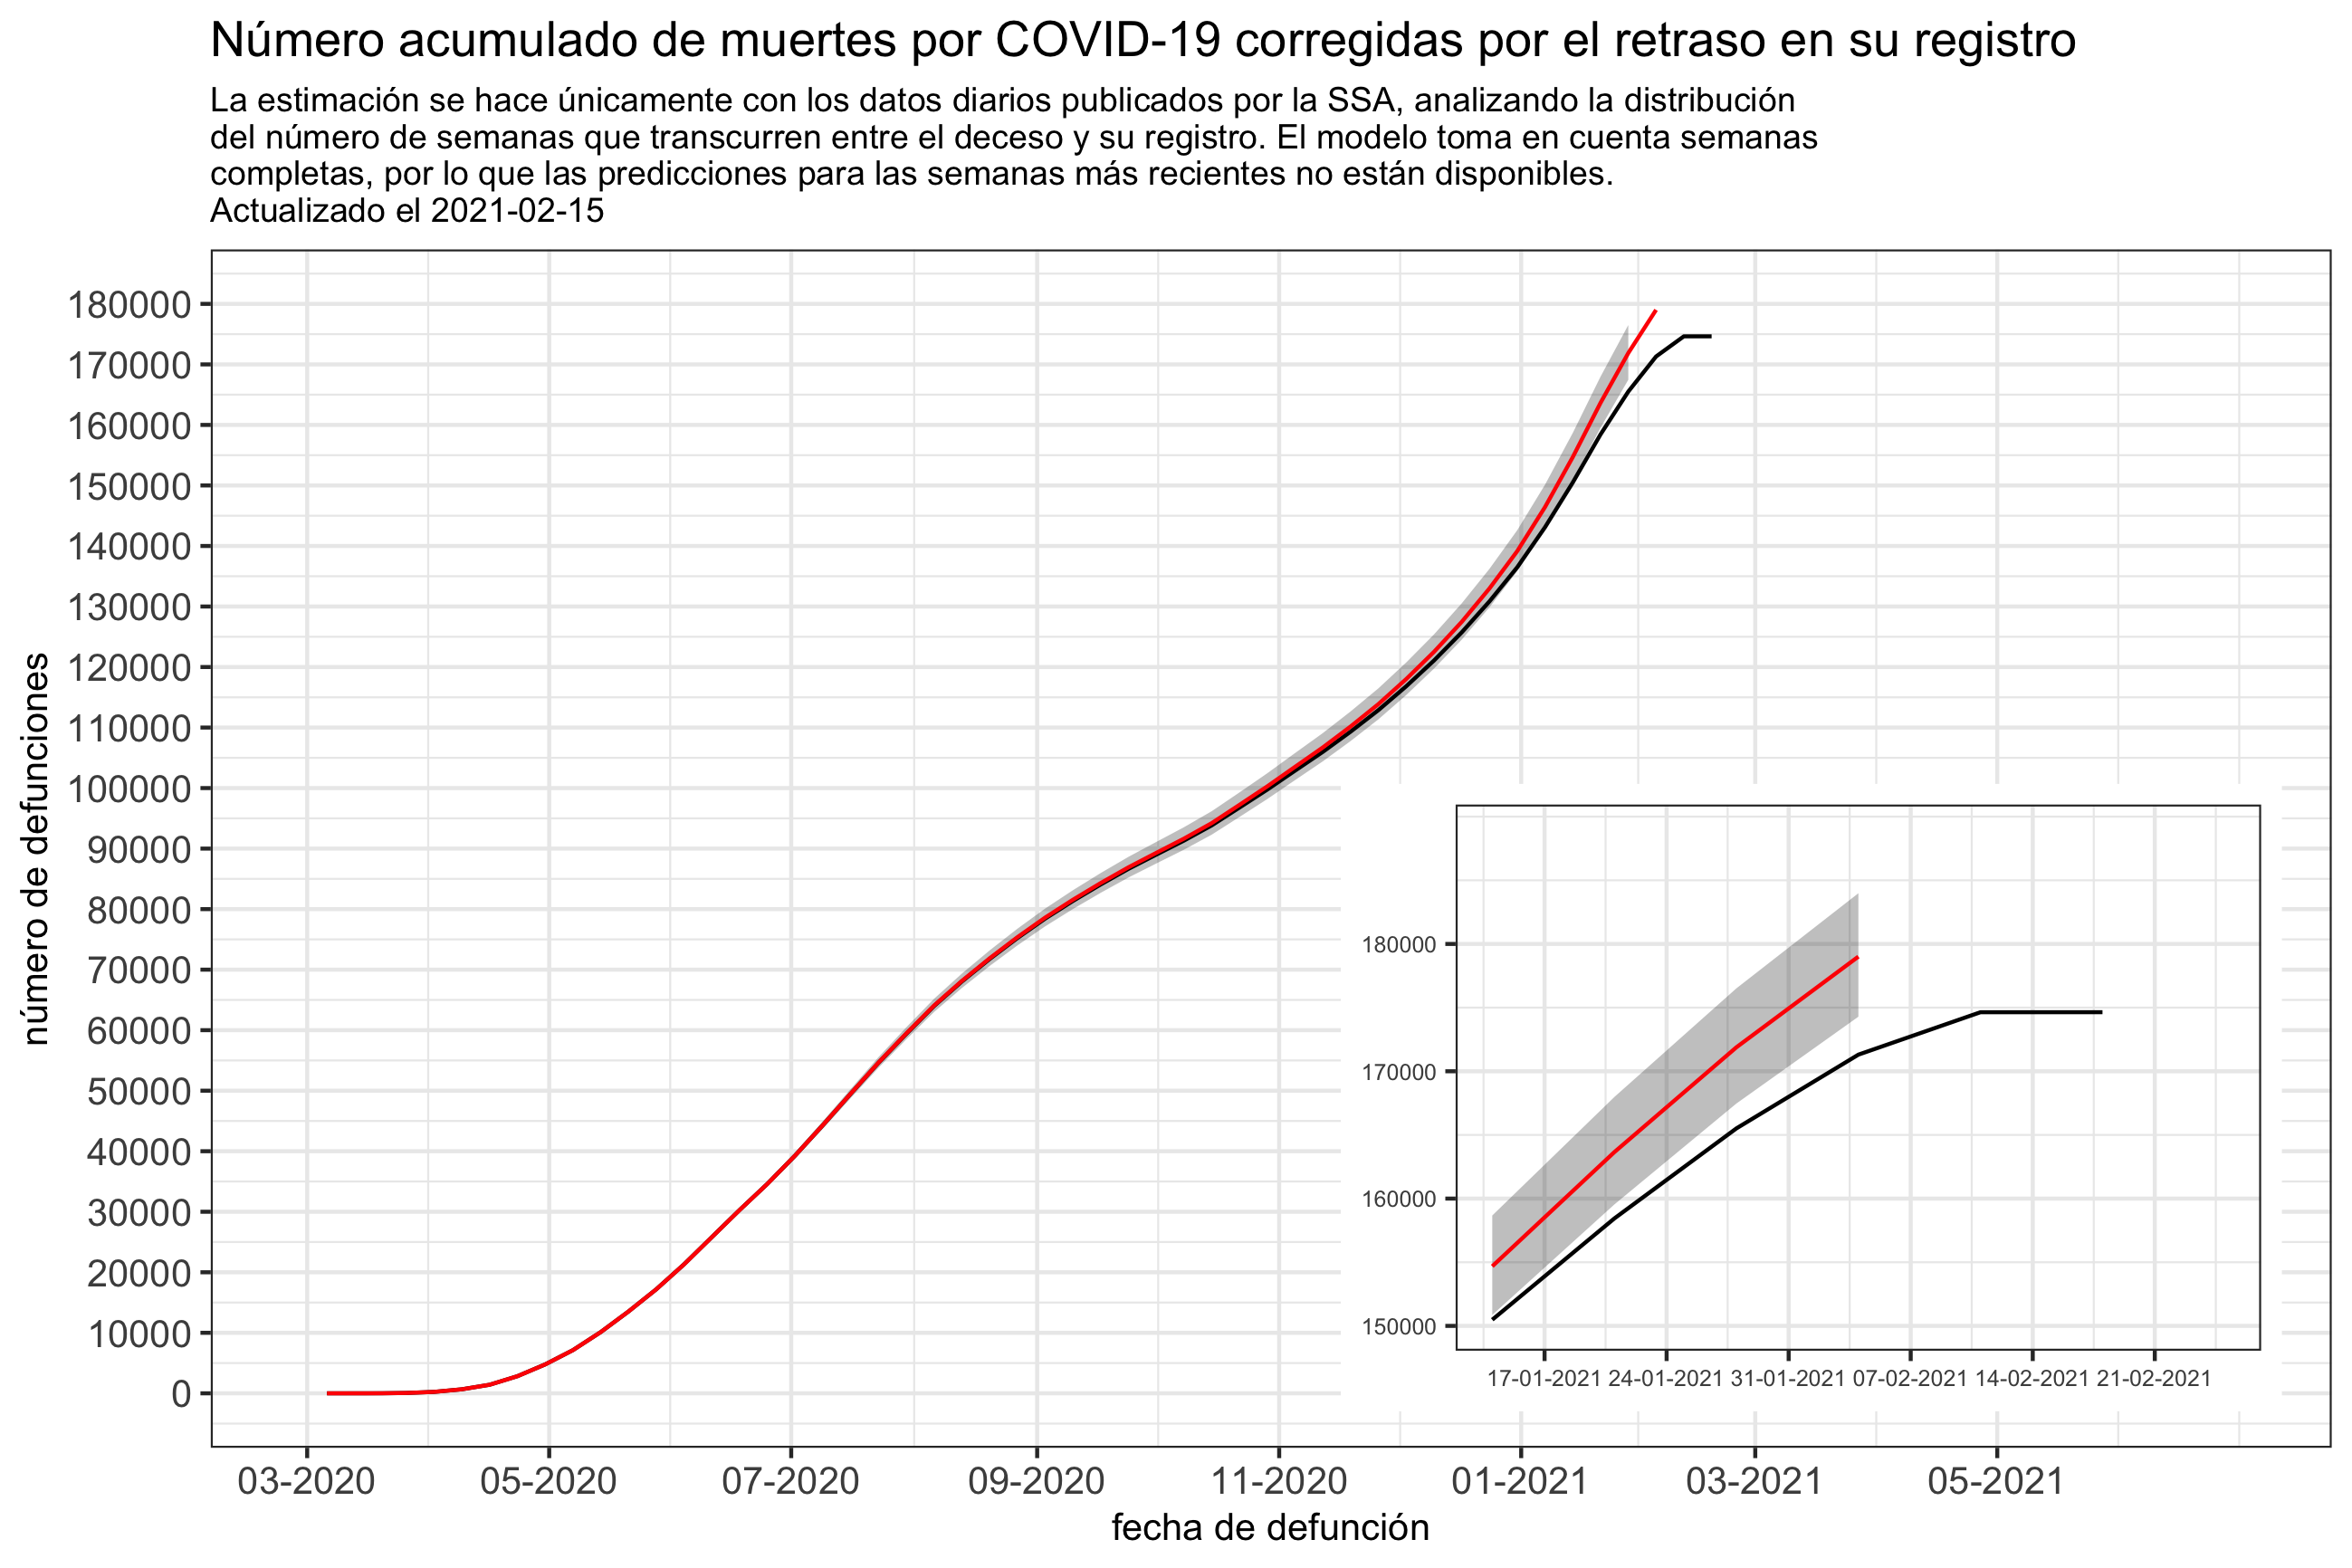 Número acumulado de muertes por COVID-19 corregidas por el retraso en su registro
La estimación se hace únicamente con los datos diarios publicados por la SSA, analizando la distribución
del número de semanas que transcurren entre el deceso y su registro. El modelo toma en cuenta semanas
completas, por lo que las predicciones para las semanas más recientes no están disponibles.
Actualizado el 2021-02-15
número de defunciones
180000
170000
160000
150000
140000
130000
120000
110000
100000
90000
80000
70000
60000
50000
40000
30000
20000
10000
0
180000
170000
160000
150000
17-01-2021 24-01-2021 31-01-2021 07-02-2021 14-02-2021 21-02-2021
03-2020 05-2020 07-2020 09-2020 11-2020 01-2021 03-2021 05-2021
fecha de defunción